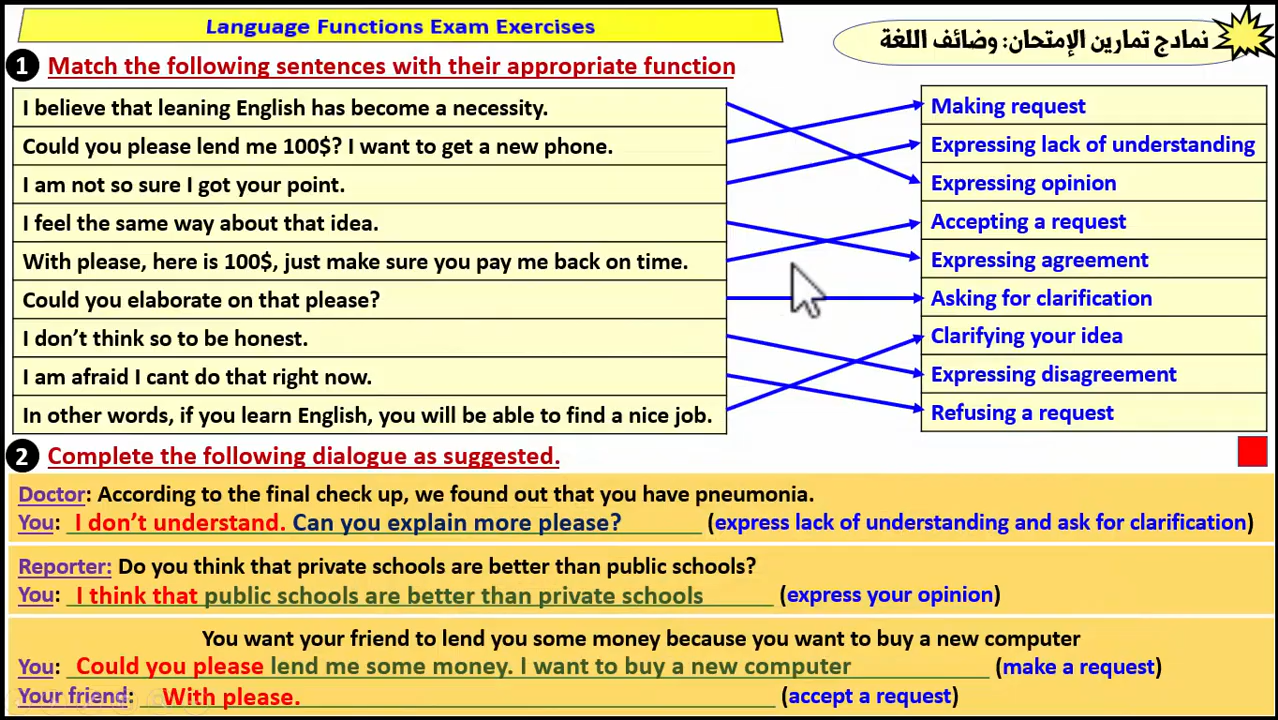 Language Functions Exam Exercises
نماذج تمارين الإمتحان: وضائف اللغة
1 Match the following sentences with their appropriate function
I believe that leaning English has become a necessity.
Making request
Could you please lend me 100$? I want to get a new phone.
Expressing lack of understanding
I am not so sure I got your point.
Expressing opinion
I feel the same way about that idea.
Accepting a request
With please, here is 100$, just make sure you pay me back on time.
Expressing agreement
Could you elaborate on that please?
Asking for clarification
I don’t think so to be honest.
Clarifying your idea
I am afraid I cant do that right now.
Expressing disagreement
In other words, if you learn English, you will be able to find a nice job.
Refusing a request
2 Complete the following dialogue as suggested.
Doctor: According to the final check up, we found out that you have pneumonia.
You: I don’t understand. Can you explain more please? (express lack of understanding and ask for clarification)
Reporter: Do you think that private schools are better than public schools?
You: I think that public schools are better than private schools (express your opinion)
You want your friend to lend you some money because you want to buy a new computer
You: Could you please lend me some money. I want to buy a new computer (make a request)
Your friend: With please. (accept a request)